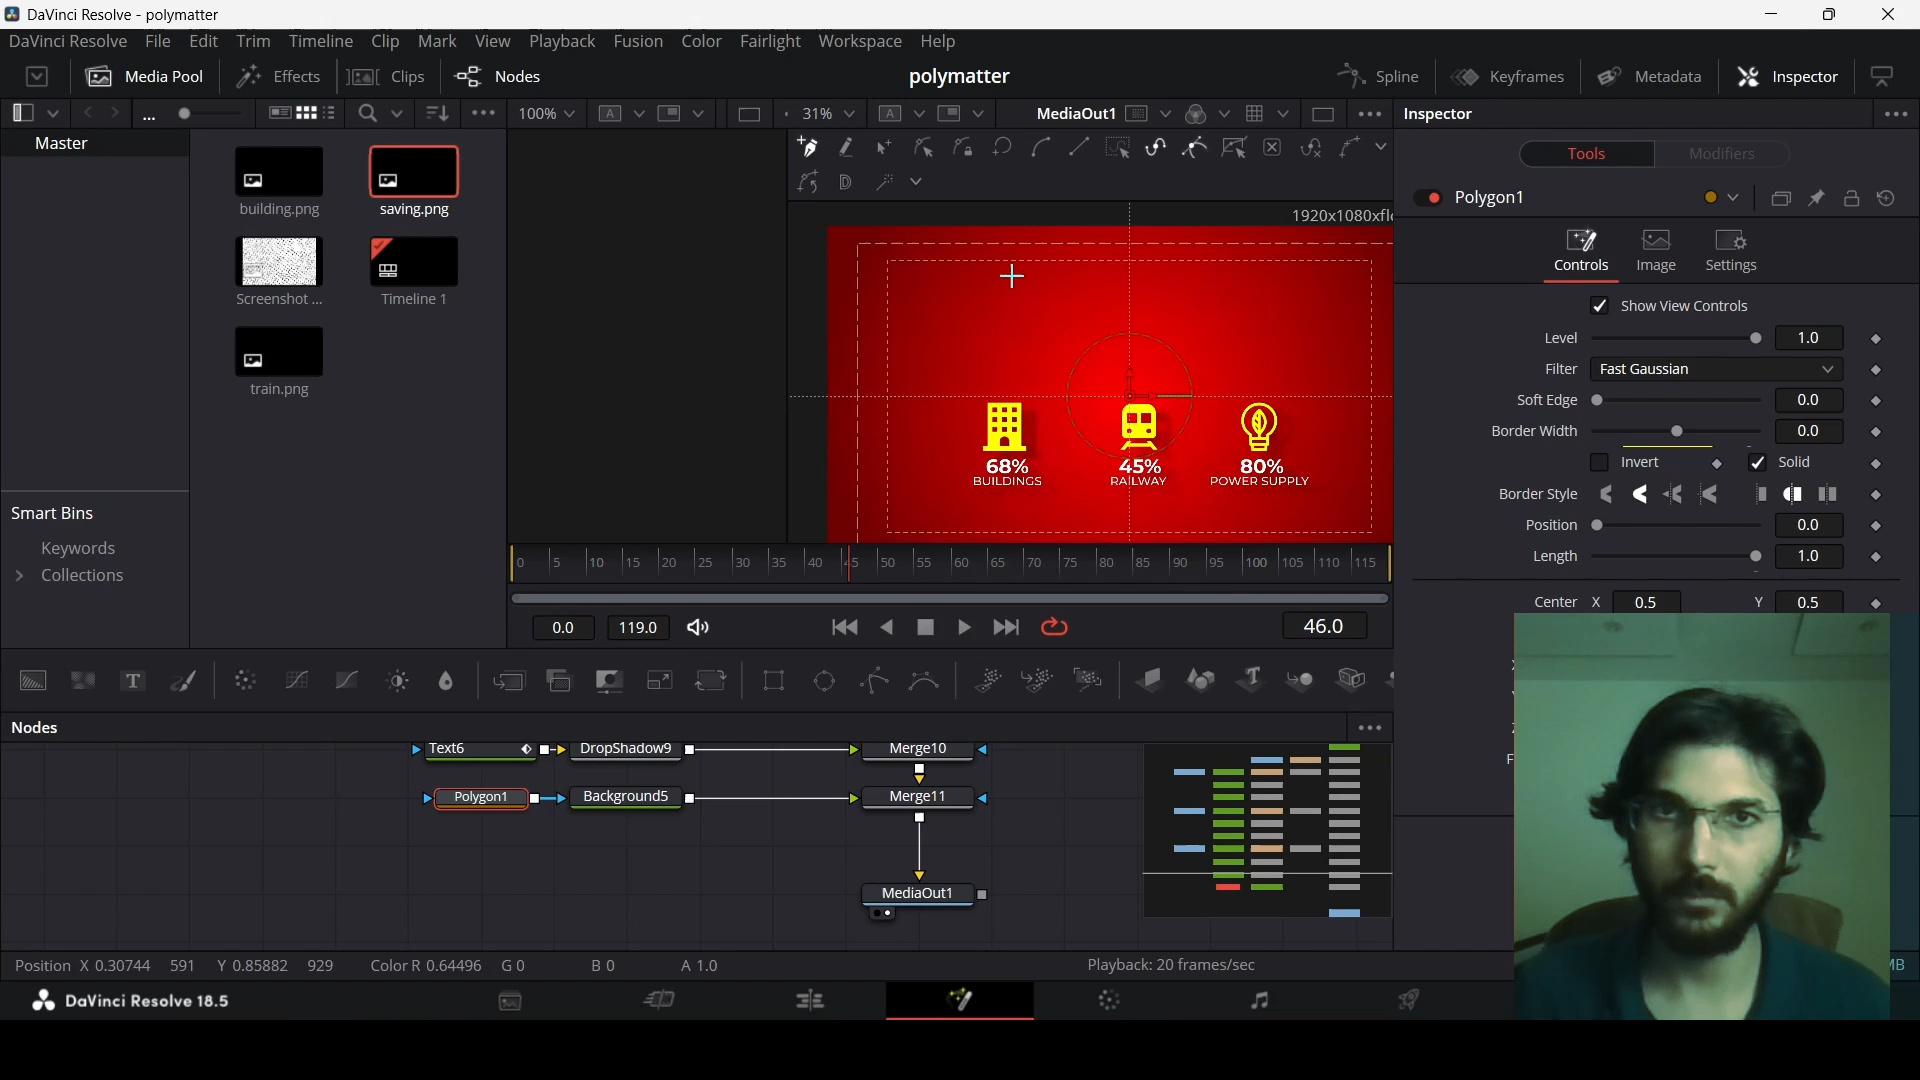 DaVinci Resolve - polymatter
DaVinci Resolve File Edit Trim Timeline Clip Mark View Playback Fusion Color Fairlight Workspace Help
Media Pool Effects Clips Nodes polymatter Spline Keyframes Metadata Inspector
... 100% A 31% A MediaOut1 Inspector
Master
building.png saving.png
Screenshot ... Timeline 1
train.png
Smart Bins
Keywords
Collections
1920x1080xflo
68% 45% 80%
BUILDINGS RAILWAY POWER SUPPLY
0 5 10 15 20 25 30 35 40 45 50 55 60 65 70 75 80 85 90 95 100 105 110 115
0.0 119.0 46.0
Tools Modifiers
Polygon1
Controls Image Settings
Show View Controls
Level 1.0
Filter Fast Gaussian
Soft Edge 0.0
Border Width 0.0
Invert Solid
Border Style
Position 0.0
Length 1.0
Center X 0.5 Y 0.5
T T
Nodes
Text6 DropShadow9 Merge10
Polygon1 Background5 Merge11
MediaOut1
Position X 0.30744 591 Y 0.85882 929 Color R 0.64496 G 0 B 0 A 1.0 Playback: 20 frames/sec MB
DaVinci Resolve 18.5